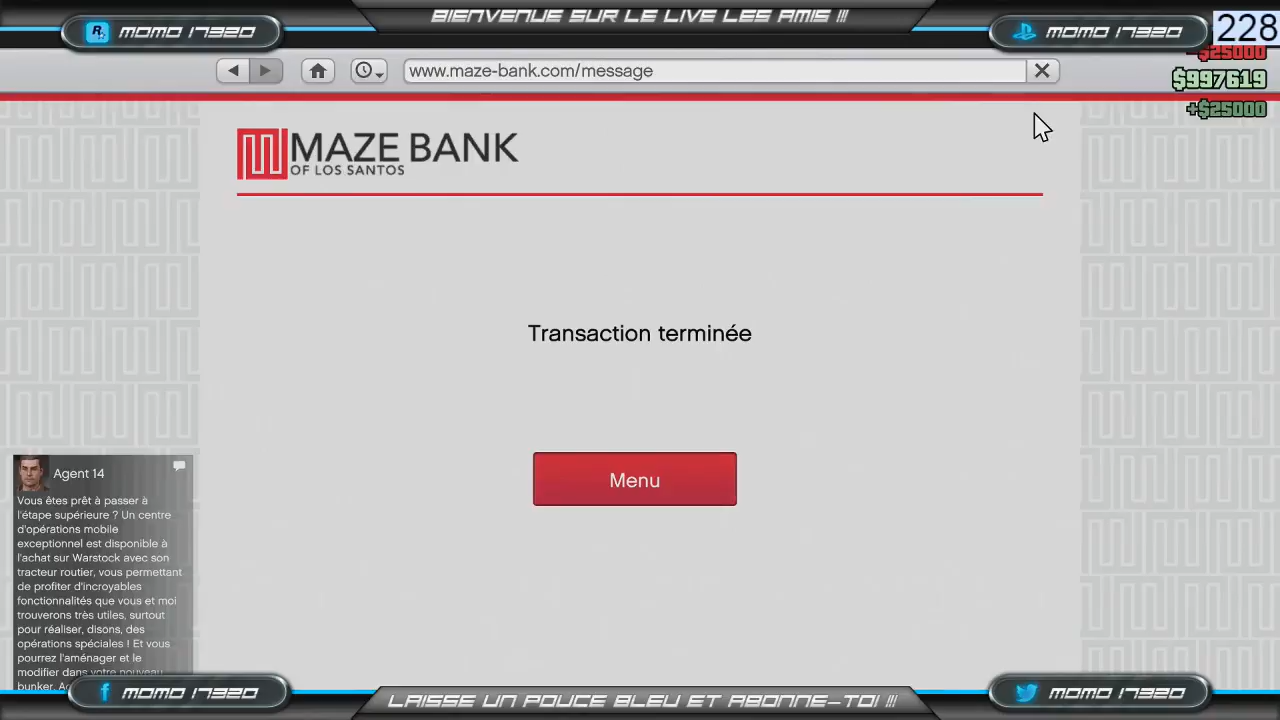 BIENVENUE SUR LE LIVE LES AMIS !!!
MOMO 17320
MOMO 17320
228
-$25000
www.maze-bank.com/message
$997619
+$25000
MAZE BANK
OF LOS SANTOS
Transaction terminée
Menu
Agent 14
Vous êtes prêt à passer à
l'étape supérieure ? Un centre
d'opérations mobile
exceptionnel est disponible à
l'achat sur Warstock avec son
tracteur routier, vous permettant
de profiter d'incroyables
fonctionnalités que vous et moi
trouverons très utiles, surtout
pour réaliser, disons, des
opérations spéciales ! Et vous
pourrez l'aménager et le
modifier dans votre nouveau
bunker.
MOMO 17320
LAISSE UN POUCE BLEU ET ABONNE-TOI !!!
MOMO 17320